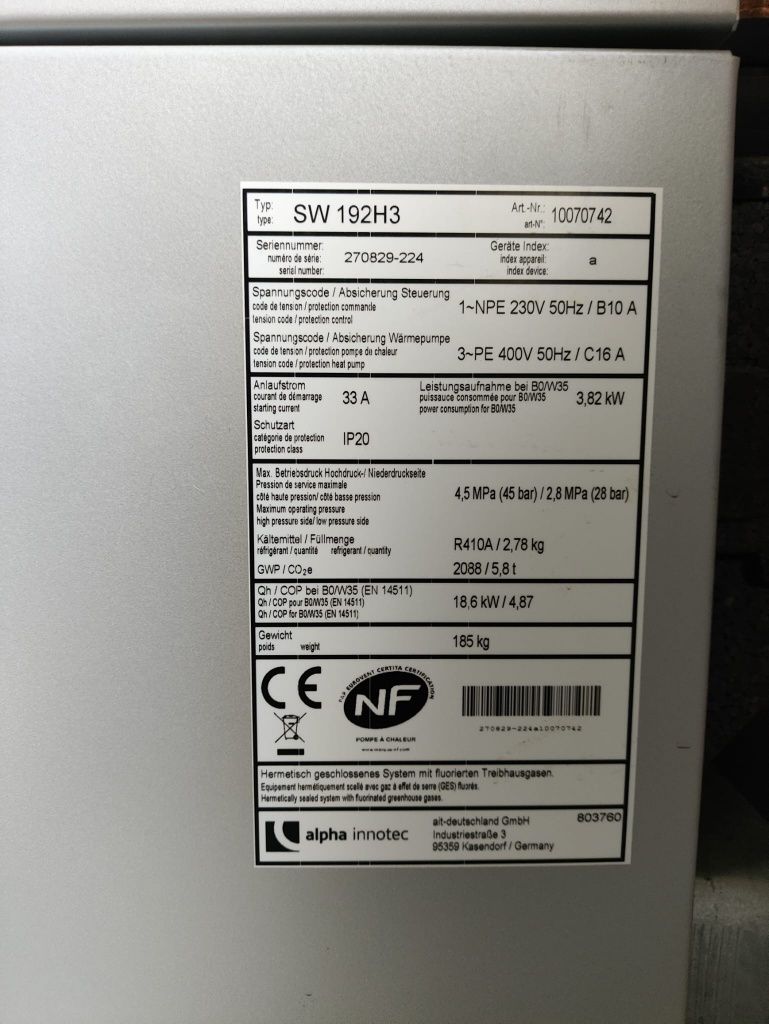 Typ:
type:
SW 192H3
Art.-Nr.:
art-N°:
10070742
Seriennummer:
numéro de série:
serial number:
270829-224
Geräte Index:
index appareil:
index device:
a
Spannungscode / Absicherung Steuerung
code de tension / protection commande
tension code / protection control
1~NPE 230V 50Hz / B10 A
Spannungscode / Absicherung Wärmepumpe
code de tension / protection pompe de chaleur
tension code / protection heat pump
3~PE 400V 50Hz / C16 A
Anlaufstrom
courant de démarrage
starting current
33 A
Leistungsaufnahme bei B0/W35
puissauce consommée pour B0/W35
power consumption for B0/W35
3,82 kW
Schutzart
catégorie de protection
protection class
IP20
Max. Betriebsdruck Hochdruck-/ Niederdruckseite
Pression de service maximale
côté haute pression/ côté basse pression
Maximum operating pressure
high pressure side/ low pressure side
4,5 MPa (45 bar) / 2,8 MPa (28 bar)
Kältemittel / Füllmenge
réfrigérant / quantité refrigerant / quantity
R410A / 2,78 kg
GWP / CO₂e
2088 / 5,8 t
Qh / COP bei B0/W35 (EN 14511)
Qh / COP pour B0/W35 (EN 14511)
Qh / COP for B0/W35 (EN 14511)
18,6 kW / 4,87
Gewicht
poids weight
185 kg
CE
PAR EUROVENT CERTITA CERTIFICATION
NF
POMPE À CHALEUR
www.marque-nf.com
270829-224a10070742
Hermetisch geschlossenes System mit fluorierten Treibhausgasen.
Equipement hermétiquement scellé avec gaz à effet de serre (GES) fluorés.
Hermetically sealed system with fluorinated greenhouse gases.
alpha innotec
ait-deutschland GmbH
Industriestraße 3
95359 Kasendorf / Germany
803760